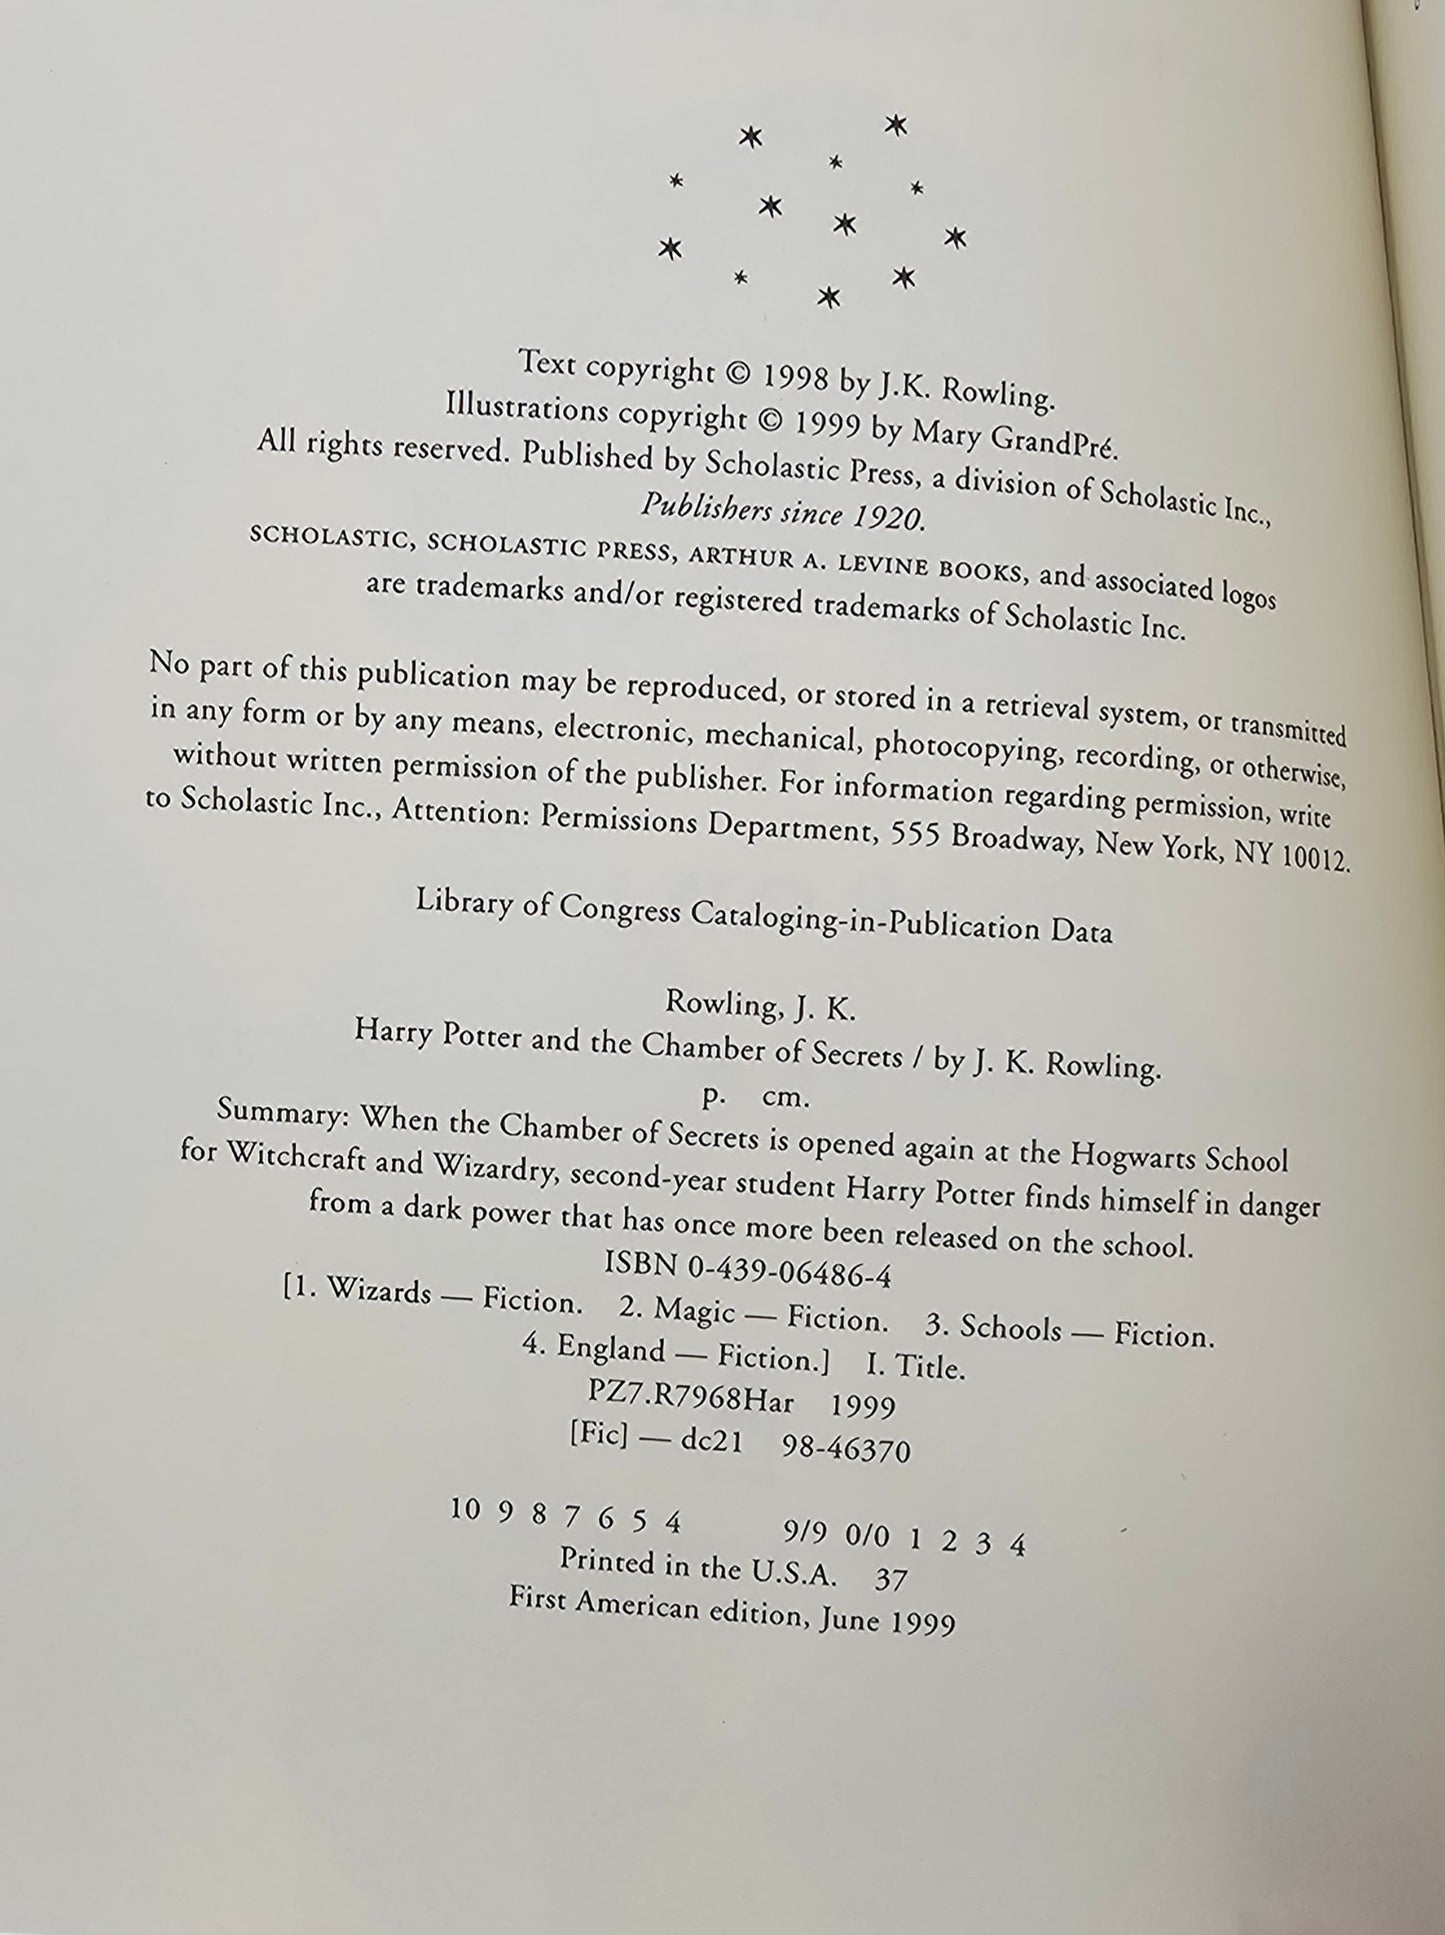 Text copyright © 1998 by J.K. Rowling.
Illustrations copyright © 1999 by Mary GrandPré.
All rights reserved. Published by Scholastic Press, a division of Scholastic Inc.,
Publishers since 1920.
SCHOLASTIC, SCHOLASTIC PRESS, ARTHUR A. LEVINE BOOKS, and associated logos
are trademarks and/or registered trademarks of Scholastic Inc.
No part of this publication may be reproduced, or stored in a retrieval system, or transmitted
in any form or by any means, electronic, mechanical, photocopying, recording, or otherwise,
without written permission of the publisher. For information regarding permission, write
to Scholastic Inc., Attention: Permissions Department, 555 Broadway, New York, NY 10012.
Library of Congress Cataloging-in-Publication Data
Rowling, J. K.
Harry Potter and the Chamber of Secrets / by J. K. Rowling.
p. cm.
Summary: When the Chamber of Secrets is opened again at the Hogwarts School
for Witchcraft and Wizardry, second-year student Harry Potter finds himself in danger
from a dark power that has once more been released on the school.
ISBN 0-439-06486-4
[1. Wizards — Fiction. 2. Magic — Fiction. 3. Schools — Fiction.
4. England — Fiction.] I. Title.
PZ7.R7968Har 1999
[Fic] — dc21 98-46370
10 9 8 7 6 5 4 9/9 0/0 1 2 3 4
Printed in the U.S.A. 37
First American edition, June 1999